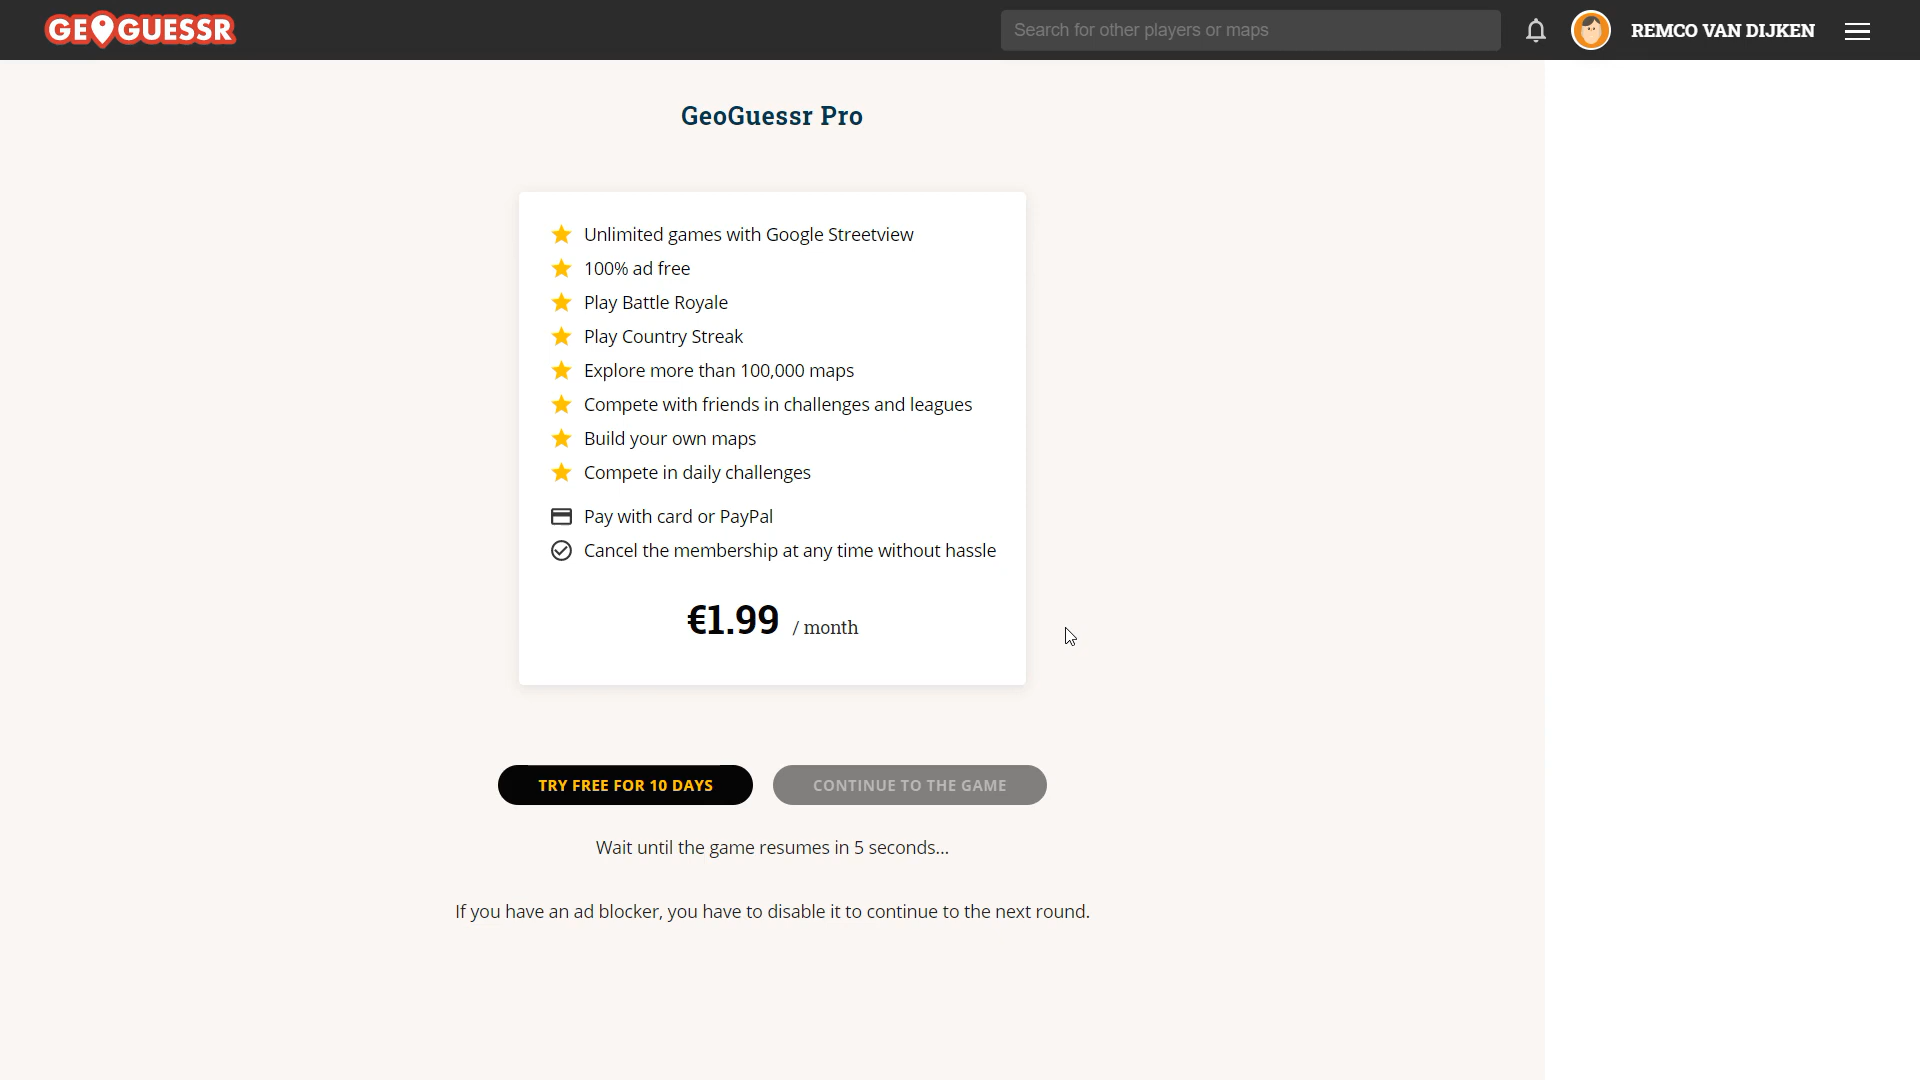 GEOGUESSR
Search for other players or maps
REMCO VAN DIJKEN
GeoGuessr Pro
Unlimited games with Google Streetview
100% ad free
Play Battle Royale
Play Country Streak
Explore more than 100,000 maps
Compete with friends in challenges and leagues
Build your own maps
Compete in daily challenges
Pay with card or PayPal
Cancel the membership at any time without hassle
€1.99 / month
TRY FREE FOR 10 DAYS
CONTINUE TO THE GAME
Wait until the game resumes in 5 seconds...
If you have an ad blocker, you have to disable it to continue to the next round.